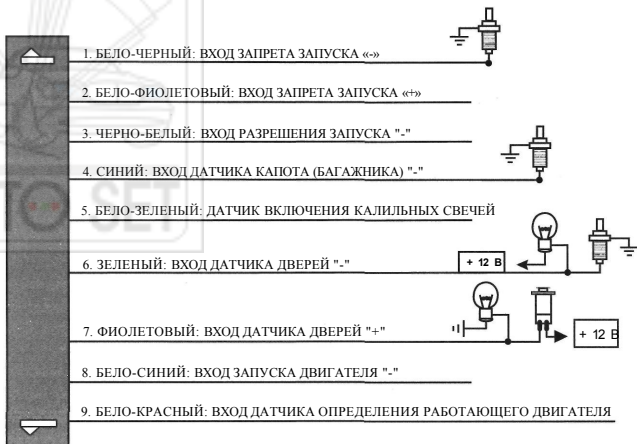 1. БЕЛО-ЧЕРНЫЙ: ВХОД ЗАПРЕТА ЗАПУСКА «-»
2. БЕЛО-ФИОЛЕТОВЫЙ: ВХОД ЗАПРЕТА ЗАПУСКА «+»
3. ЧЕРНО-БЕЛЫЙ: ВХОД РАЗРЕШЕНИЯ ЗАПУСКА "-"
4. СИНИЙ: ВХОД ДАТЧИКА КАПОТА (БАГАЖНИКА) "-"
TO SET
5. БЕЛО-ЗЕЛЕНЫЙ: ДАТЧИК ВКЛЮЧЕНИЯ КАЛИЛЬНЫХ СВЕЧЕЙ
6. ЗЕЛЕНЫЙ: ВХОД ДАТЧИКА ДВЕРЕЙ "-"
+ 12 В
7. ФИОЛЕТОВЫЙ: ВХОД ДАТЧИКА ДВЕРЕЙ "+"
+ 12 В
8. БЕЛО-СИНИЙ: ВХОД ЗАПУСКА ДВИГАТЕЛЯ "-"
9. БЕЛО-КРАСНЫЙ: ВХОД ДАТЧИКА ОПРЕДЕЛЕНИЯ РАБОТАЮЩЕГО ДВИГАТЕЛЯ